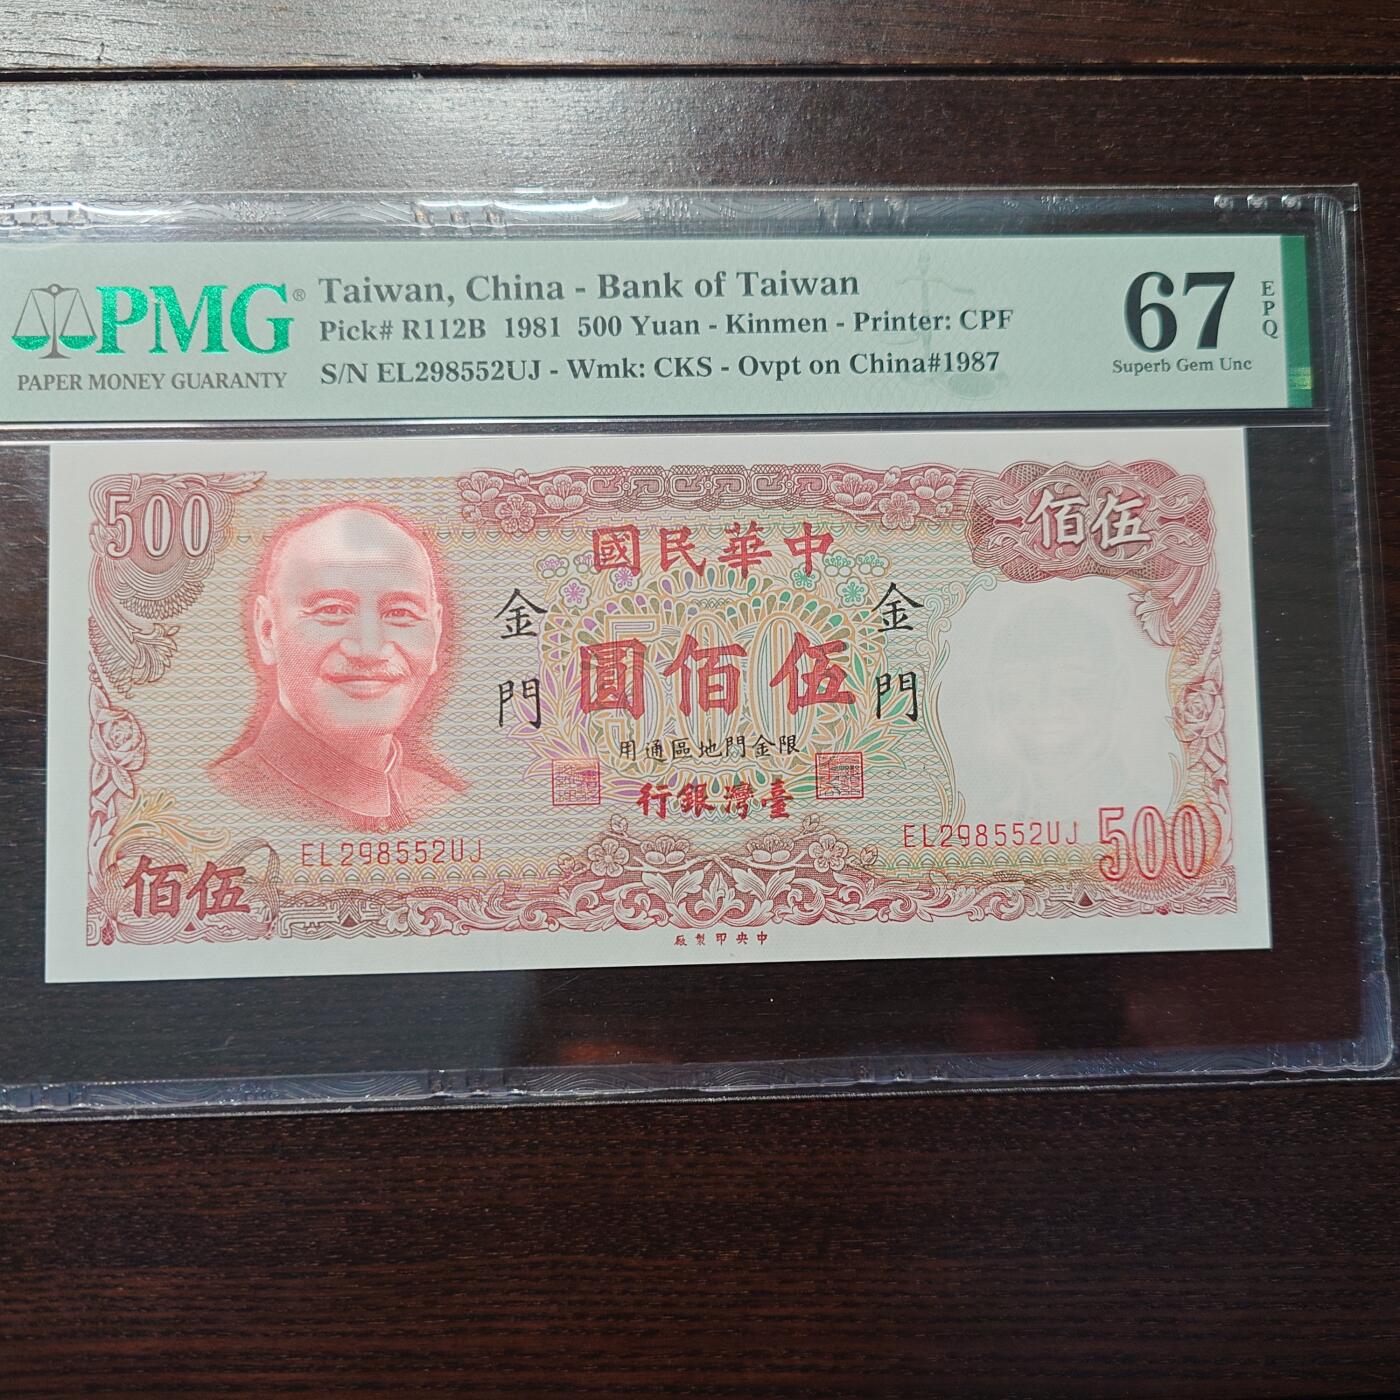 PMG®
PAPER MONEY GUARANTY
Taiwan, China - Bank of Taiwan
Pick# R112B 1981 500 Yuan - Kinmen - Printer: CPF
S/N EL298552UJ - Wmk: CKS - Ovpt on China#1987
67
EPQ
Superb Gem Unc
500
佰伍
國民華中
金門
金門
圓佰伍
用通區地門金限
行銀灣臺
EL298552UJ
EL298552UJ
500
佰伍
廠製印央中